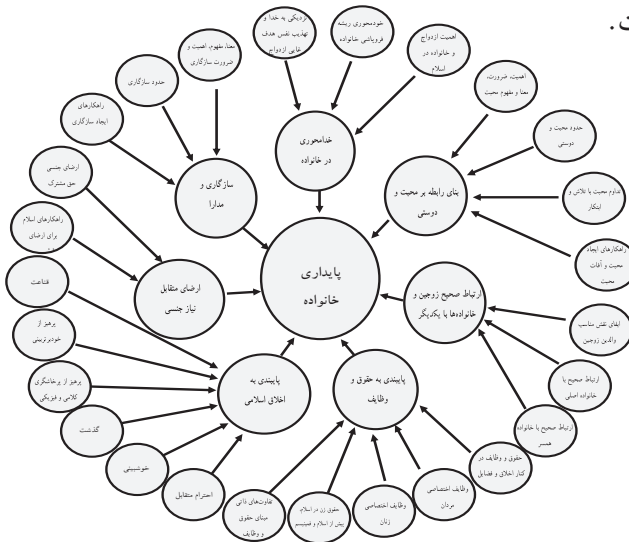 ت.
اهمیت ازدواج
و خانواده در
اسلام
خودمحوری ریشه
فروپاشی خانواده
نزدیکی به خدا و
تهذیب نفس هدف
غایی ازدواج
خدامحوری
در خانواده
معنا، مفهوم، اهمیت و
ضرورت سازگاری
حدود سازگاری
راهکارهای
ایجاد سازگاری
سازگاری و
مدارا
اهمیت، ضرورت،
معنا و مفهوم محبت
حدود محبت و
دوستی
تداوم محبت با تلاش و
ابتکار
راهکارهای ایجاد
محبت و آفات
محبت
بنای رابطه بر محبت و
دوستی
پایداری
خانواده
ارضای جنسی
حق مشترک
راهکارهای اسلام
برای ارضای
ارضای متقابل
نیاز جنسی
ارتباط صحیح زوجین و
خانواده‌ها با یکدیگر
ایفای نقش مناسب
والدین زوجین
ارتباط صحیح با
خانواده اصلی
ارتباط صحیح با خانواده
همسر
قناعت
پرهیز از
خودبرتربینی
پرهیز از پرخاشگری
کلامی و فیزیکی
گذشت
خوشبینی
احترام متقابل
پایبندی به
اخلاق اسلامی
پایبندی به حقوق و
وظایف
حقوق و وظایف در
کنار اخلاق و فضایل
وظایف اختصاصی
مردان
وظایف اختصاصی
زنان
حقوق زن در اسلام،
پیش از اسلام و فمینیسم
تفاوت‌های ذاتی
مبنای حقوق
و وظایف